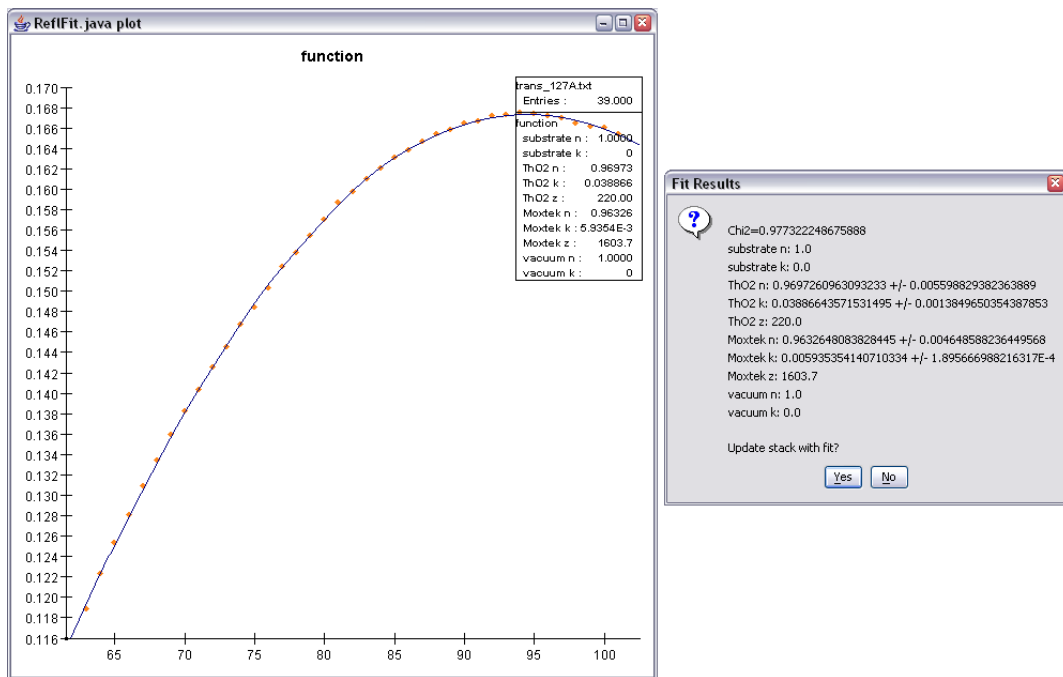 ReflFit.java plot
function
0.170
0.168
0.166
0.164
0.162
0.160
0.158
0.156
0.154
0.152
0.150
0.148
0.146
0.144
0.142
0.140
0.138
0.136
0.134
0.132
0.130
0.128
0.126
0.124
0.122
0.120
0.118
0.116
65 70 75 80 85 90 95 100
trans_127A.txt
Entries : 39.000
function
substrate n : 1.0000
substrate k : 0
ThO2 n : 0.96973
ThO2 k : 0.038866
ThO2 z : 220.00
Moxtek n : 0.96326
Moxtek k : 5.9354E-3
Moxtek z : 1603.7
vacuum n : 1.0000
vacuum k : 0
Fit Results
?
Chi2=0.977322248675888
substrate n: 1.0
substrate k: 0.0
ThO2 n: 0.9697260963093233 +/- 0.005598829382363889
ThO2 k: 0.03886643571531495 +/- 0.0013849650354387853
ThO2 z: 220.0
Moxtek n: 0.9632648083828445 +/- 0.004648588236449568
Moxtek k: 0.005935354140710334 +/- 1.895666988216317E-4
Moxtek z: 1603.7
vacuum n: 1.0
vacuum k: 0.0
Update stack with fit?
Yes No